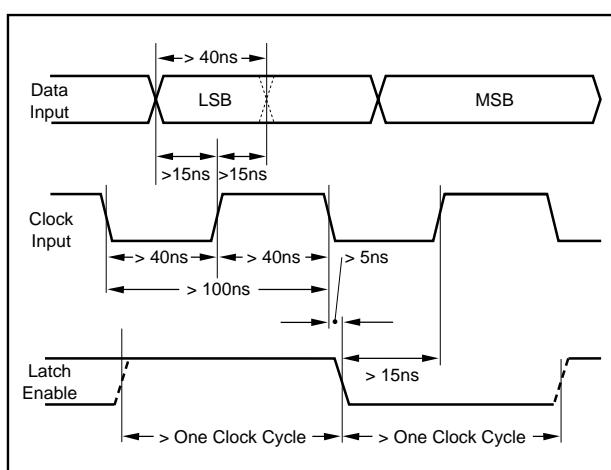 > 40ns
Data
Input
LSB
MSB
>15ns
>15ns
Clock
Input
> 40ns
> 40ns
> 5ns
> 100ns
Latch
Enable
> 15ns
> One Clock Cycle
> One Clock Cycle